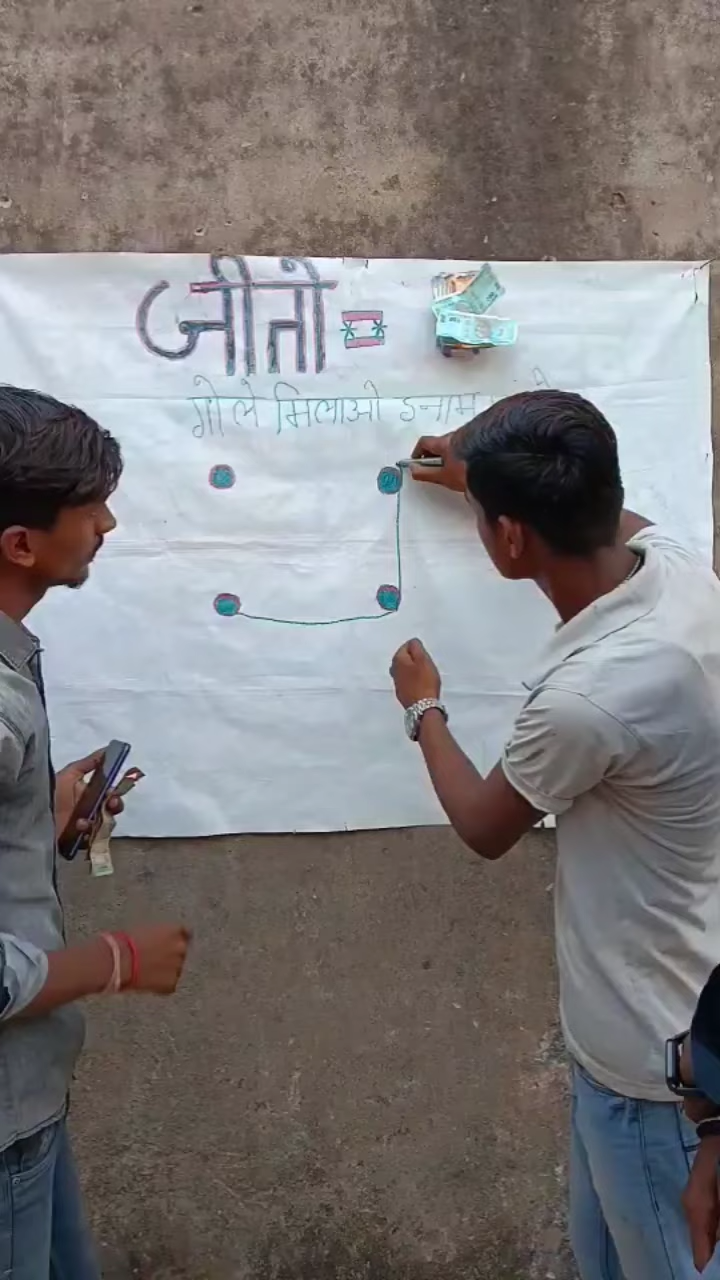 जीतो =
गोले मिलाओ इनाम